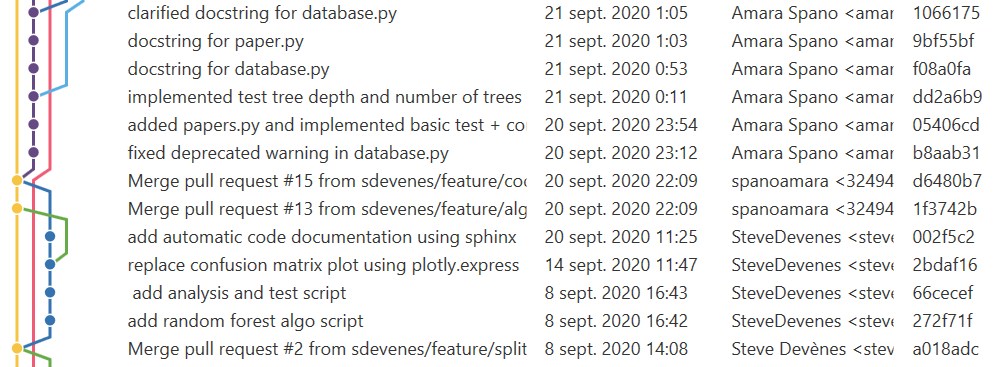 clarified docstring for database.py 21 sept. 2020 1:05 Amara Spano <amar 1066175
docstring for paper.py 21 sept. 2020 1:03 Amara Spano <amar 9bf55bf
docstring for database.py 21 sept. 2020 0:53 Amara Spano <amar f08a0fa
implemented test tree depth and number of trees 21 sept. 2020 0:11 Amara Spano <amar dd2a6b9
added papers.py and implemented basic test + co 20 sept. 2020 23:54 Amara Spano <amar 05406cd
fixed deprecated warning in database.py 20 sept. 2020 23:12 Amara Spano <amar b8aab31
Merge pull request #15 from sdevenes/feature/coc 20 sept. 2020 22:09 spanoamara <32494 d6480b7
Merge pull request #13 from sdevenes/feature/alg 20 sept. 2020 22:09 spanoamara <32494 1f3742b
add automatic code documentation using sphinx 20 sept. 2020 11:25 SteveDevenes <steve 002f5c2
replace confusion matrix plot using plotly.express 14 sept. 2020 11:47 SteveDevenes <steve 2bdaf16
add analysis and test script 8 sept. 2020 16:43 SteveDevenes <steve 66cecef
add random forest algo script 8 sept. 2020 16:42 SteveDevenes <steve 272f71f
Merge pull request #2 from sdevenes/feature/split 8 sept. 2020 14:08 Steve Devènes <stev a018adc